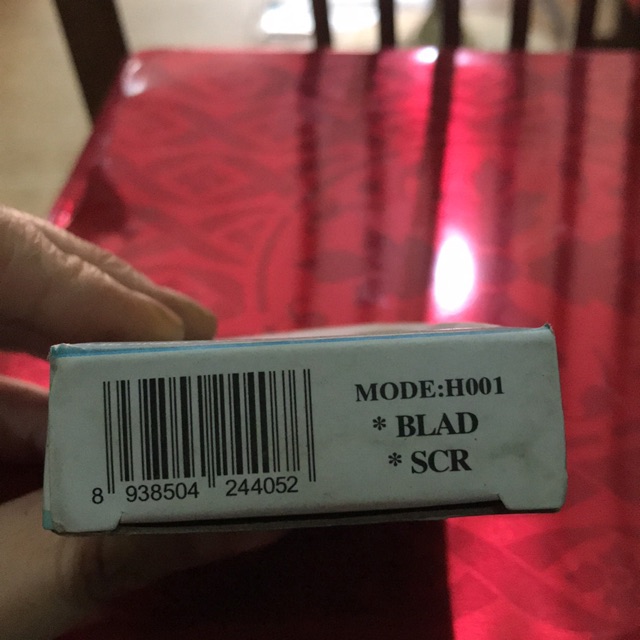 MODE:H001
* BLAD
* SCR
8 938504 244052